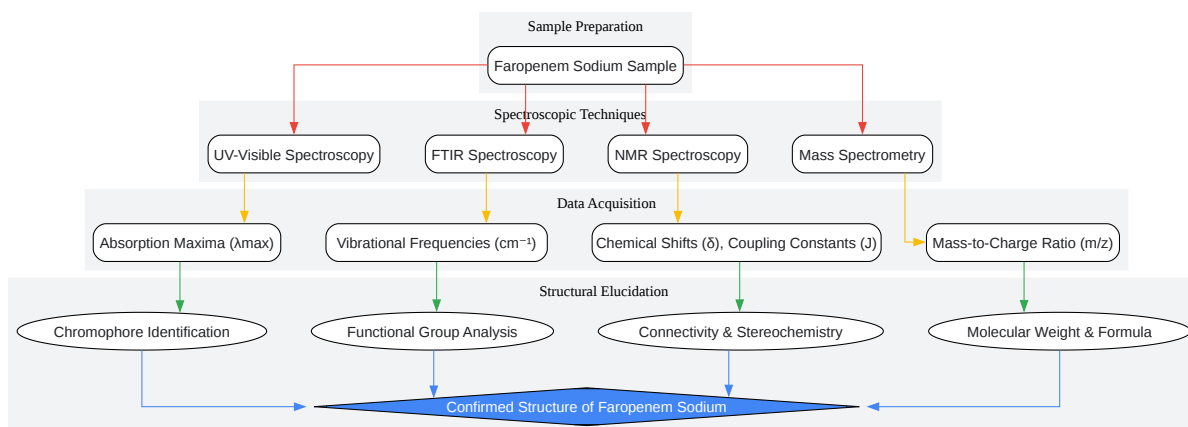 Sample Preparation
Faropenem Sodium Sample
Spectroscopic Techniques
UV-Visible Spectroscopy
FTIR Spectroscopy
NMR Spectroscopy
Mass Spectrometry
Data Acquisition
Absorption Maxima (λmax)
Vibrational Frequencies (cm⁻¹)
Chemical Shifts (δ), Coupling Constants (J)
Mass-to-Charge Ratio (m/z)
Structural Elucidation
Chromophore Identification
Functional Group Analysis
Connectivity & Stereochemistry
Molecular Weight & Formula
Confirmed Structure of Faropenem Sodium